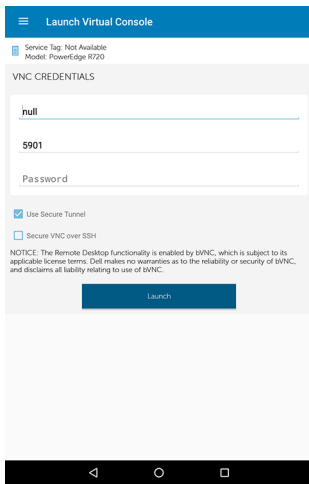 Launch Virtual Console
Service Tag: Not Available
Model: PowerEdge R720
VNC CREDENTIALS
null
5901
Password
Use Secure Tunnel
Secure VNC over SSH
NOTICE: The Remote Desktop functionality is enabled by bVNC, which is subject to its
applicable license terms. Dell makes no warranties as to the reliability or security of bVNC,
and disclaims all liability relating to use of bVNC.
Launch